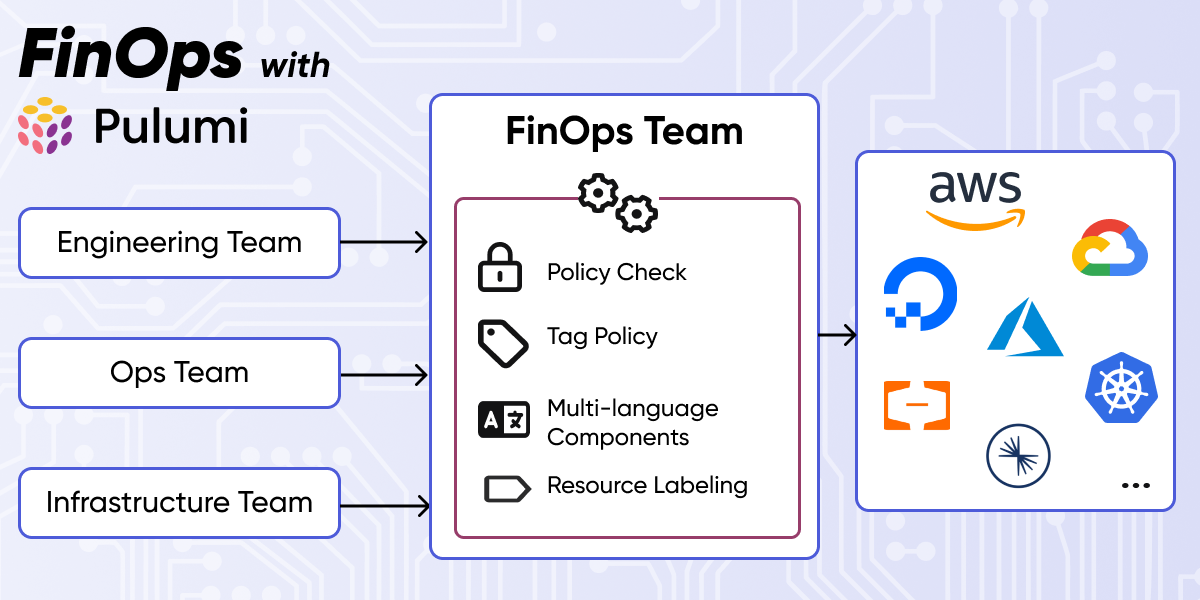 FinOps with
Pulumi
Engineering Team
Ops Team
Infrastructure Team
FinOps Team
Policy Check
Tag Policy
A 文
Multi-language
Components
Resource Labeling
aws
...